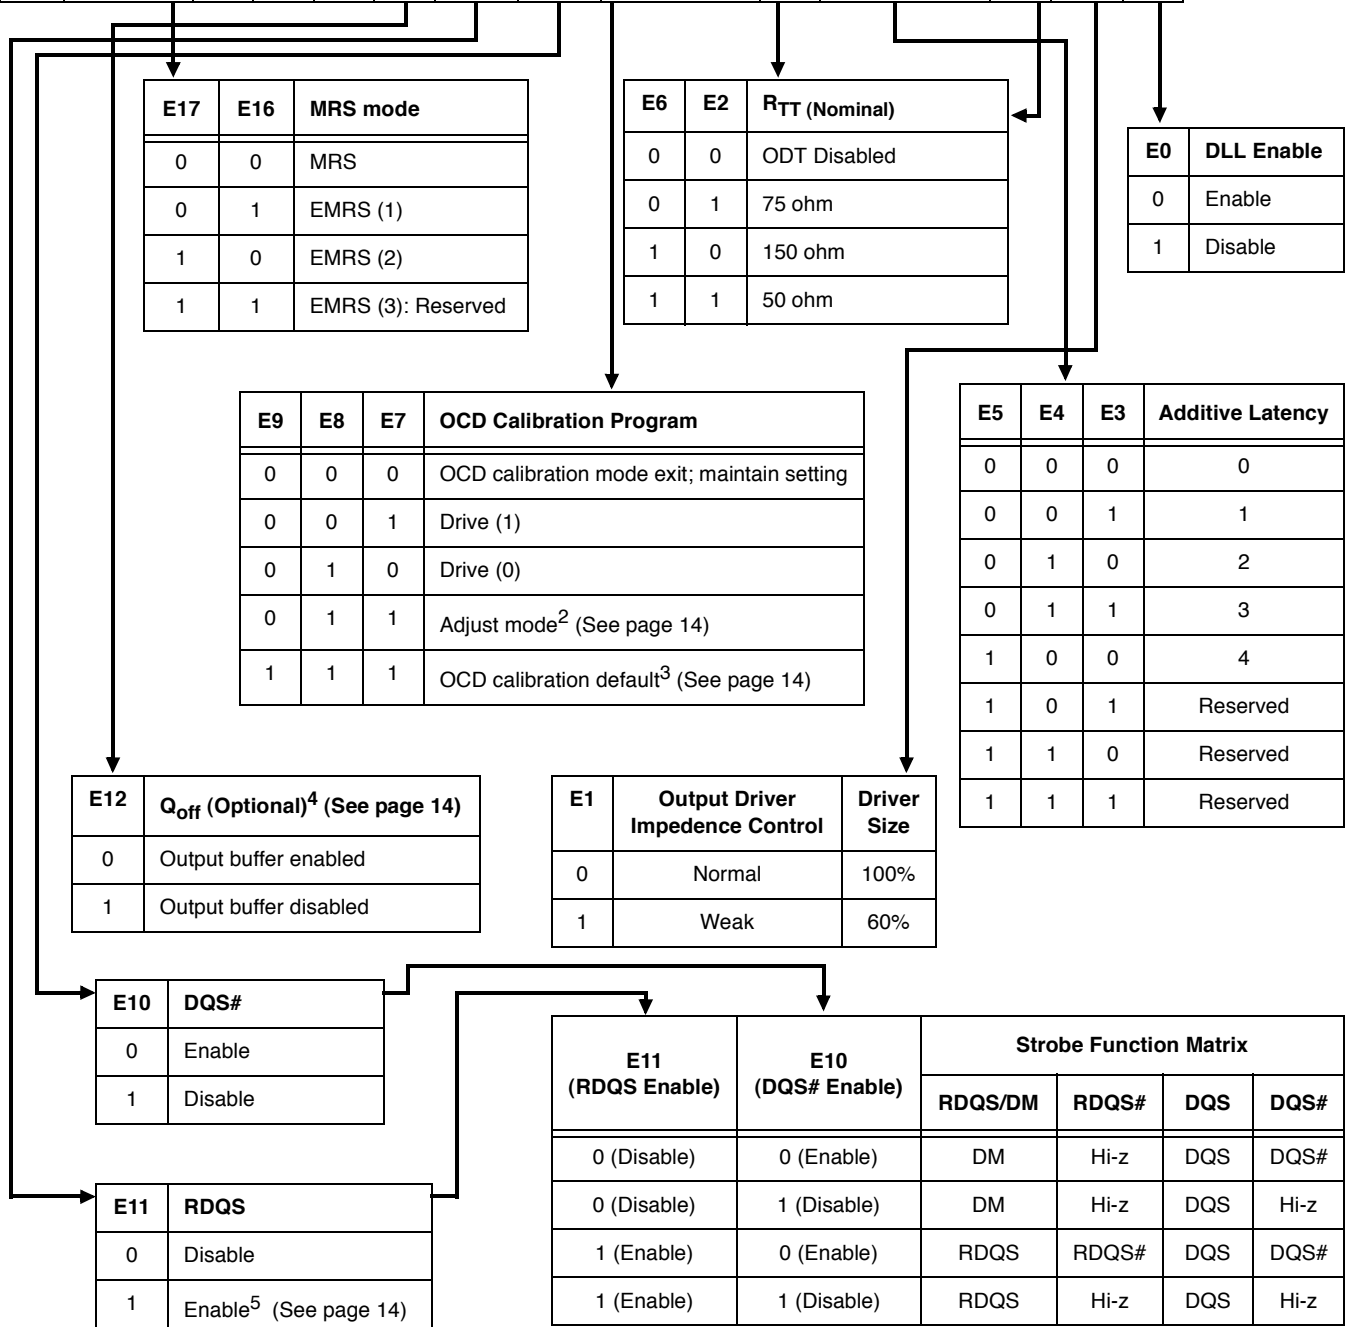 E17 E16 MRS mode
0 0 MRS
0 1 EMRS (1)
1 0 EMRS (2)
1 1 EMRS (3): Reserved
E6 E2 RTT (Nominal)
0 0 ODT Disabled
0 1 75 ohm
1 0 150 ohm
1 1 50 ohm
E0 DLL Enable
0 Enable
1 Disable
E9 E8 E7 OCD Calibration Program
0 0 0 OCD calibration mode exit; maintain setting
0 0 1 Drive (1)
0 1 0 Drive (0)
0 1 1 Adjust mode2 (See page 14)
1 1 1 OCD calibration default3 (See page 14)
E5 E4 E3 Additive Latency
0 0 0 0
0 0 1 1
0 1 0 2
0 1 1 3
1 0 0 4
1 0 1 Reserved
1 1 0 Reserved
1 1 1 Reserved
E12 Qoff (Optional)4 (See page 14)
0 Output buffer enabled
1 Output buffer disabled
E1 Output Driver Impedence Control Driver Size
0 Normal 100%
1 Weak 60%
E10 DQS#
0 Enable
1 Disable
E11 RDQS
0 Disable
1 Enable5 (See page 14)
E11 (RDQS Enable) E10 (DQS# Enable) Strobe Function Matrix
RDQS/DM RDQS# DQS DQS#
0 (Disable) 0 (Enable) DM Hi-z DQS DQS#
0 (Disable) 1 (Disable) DM Hi-z DQS Hi-z
1 (Enable) 0 (Enable) RDQS RDQS# DQS DQS#
1 (Enable) 1 (Disable) RDQS Hi-z DQS Hi-z